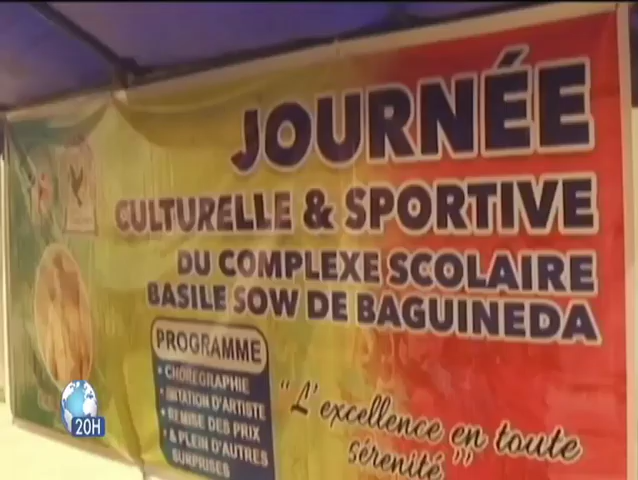 JOURNÉE
CULTURELLE & SPORTIVE
DU COMPLEXE SCOLAIRE
BASILE SOW DE BAGUINEDA
PROGRAMME
• CHORÉGRAPHIE
• IMITATION D'ARTISTE
• REMISE DES PRIX
• & PLEIN D'AUTRES
SURPRISES
"L'excellence en toute
sérénité"
20H